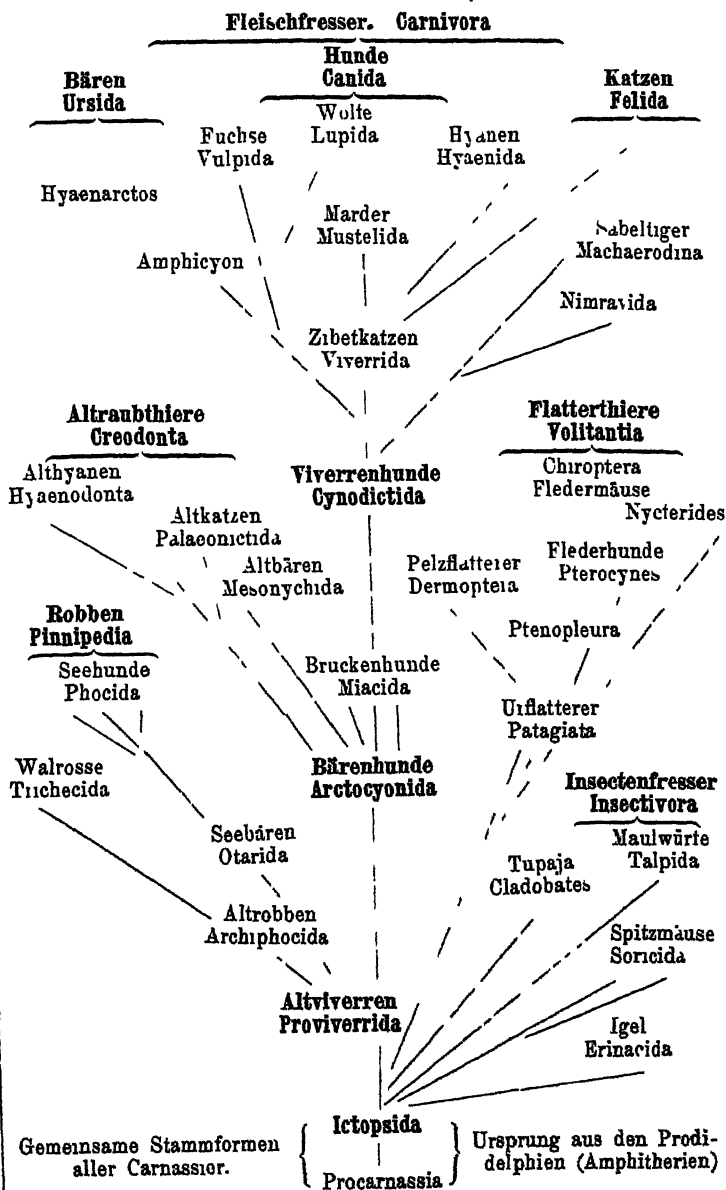 Fleischfresser. Carnivora
Hunde
Canida
Bären
Ursida
Katzen
Felida
Wolfe
Lupida
Fuchse
Vulpida
Hyanen
Hyaenida
Hyaenarctos
Marder
Mustelida
Sabeltiger
Machaerodina
Amphicyon
Nimravida
Zibetkatzen
Viverrida
Altraubthiere
Creodonta
Flatterthiere
Volitantia
Althyanen
Hyaenodonta
Viverrenhunde
Cynodictida
Chiroptera
Fledermäuse
Nycterides
Altkatzen
Palaeonictida
Altbären
Mesonychida
Pelzflatterer
Dermoptera
Flederhunde
Pterocynes
Robben
Pinnipedia
Ptenopleura
Seehunde
Phocida
Bruckenhunde
Miacida
Urflatterer
Patagiata
Walrosse
Trichecida
Bärenhunde
Arctocyonida
Insectenfresser
Insectivora
Maulwürfe
Talpida
Seebären
Otarida
Tupaja
Cladobates
Altrobben
Archiphocida
Spitzmäuse
Soricida
Altviverren
Proviverrida
Igel
Erinacida
Ictopsida
Gemeinsame Stammformen
aller Carnassier.
Ursprung aus den Prodi-
delphien (Amphitherien)
Procarnassia